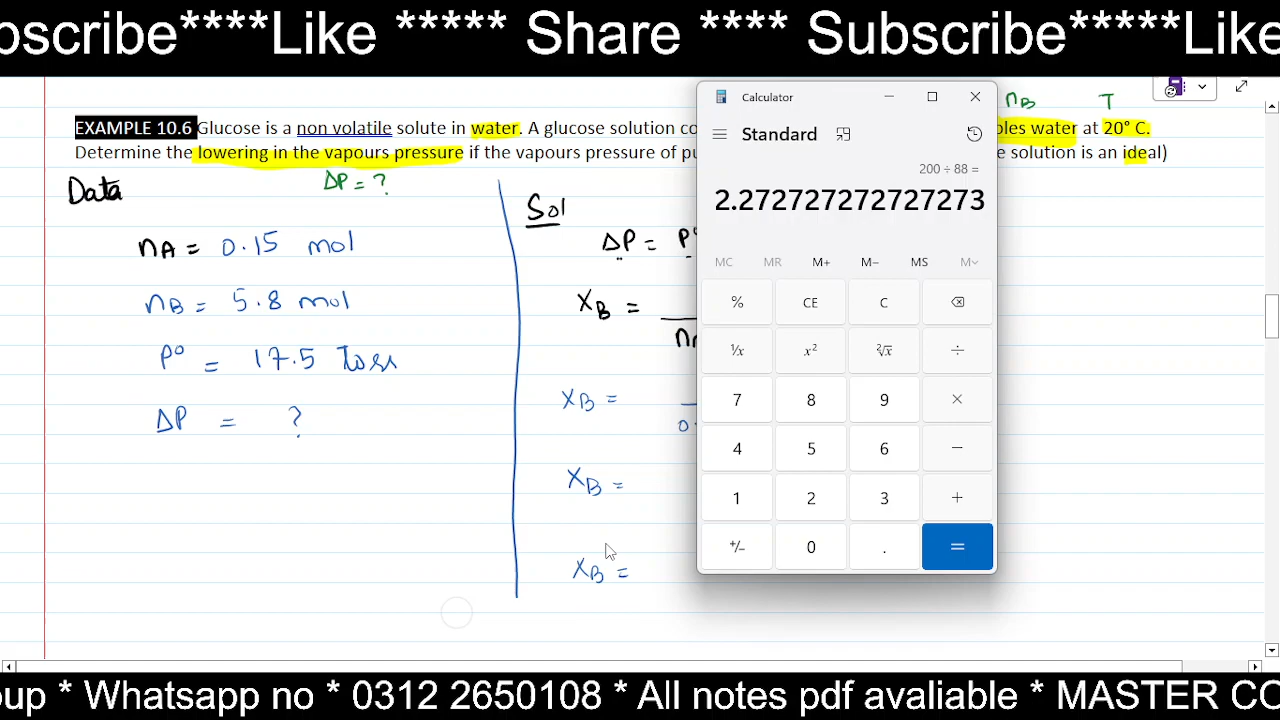 bscribe****Like ***** Share **** Subscribe*****Like
EXAMPLE 10.6 Glucose is a non volatile solute in water. A glucose solution co
les water at 20° C.
nB T
Determine the lowering in the vapours pressure if the vapours pressure of pu
e solution is an ideal)
ΔP = ?
Data
nA = 0.15 mol
nB = 5.8 mol
P° = 17.5 torr
ΔP = ?
Sol
ΔP = P°
XB =
XB =
0.
XB =
XB =
Calculator
Standard
200 ÷ 88 =
2.272727272727273
MC MR M+ M− MS M˅
% CE C
¹/x x² ²√x ÷
7 8 9 ×
4 5 6 −
1 2 3 +
+/− 0 . =
oup * Whatsapp no * 0312 2650108 * All notes pdf avaliable * MASTER CO